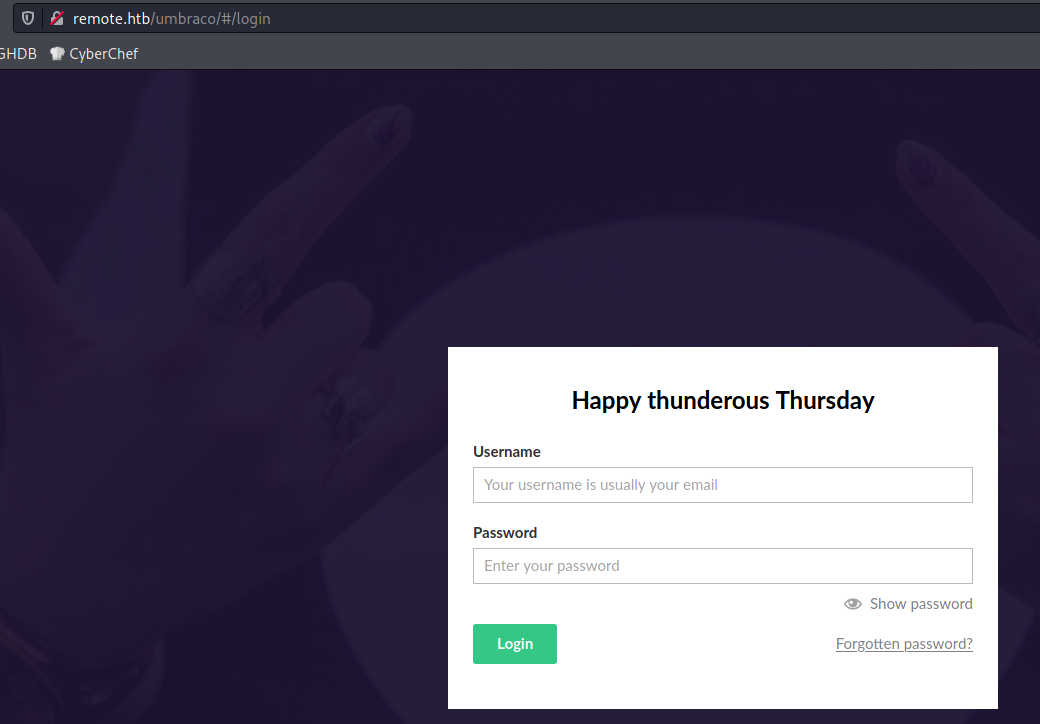 remote.htb/umbraco/#/login
GHDB CyberChef
Happy thunderous Thursday
Username
Your username is usually your email
Password
Enter your password
Show password
Login Forgotten password?